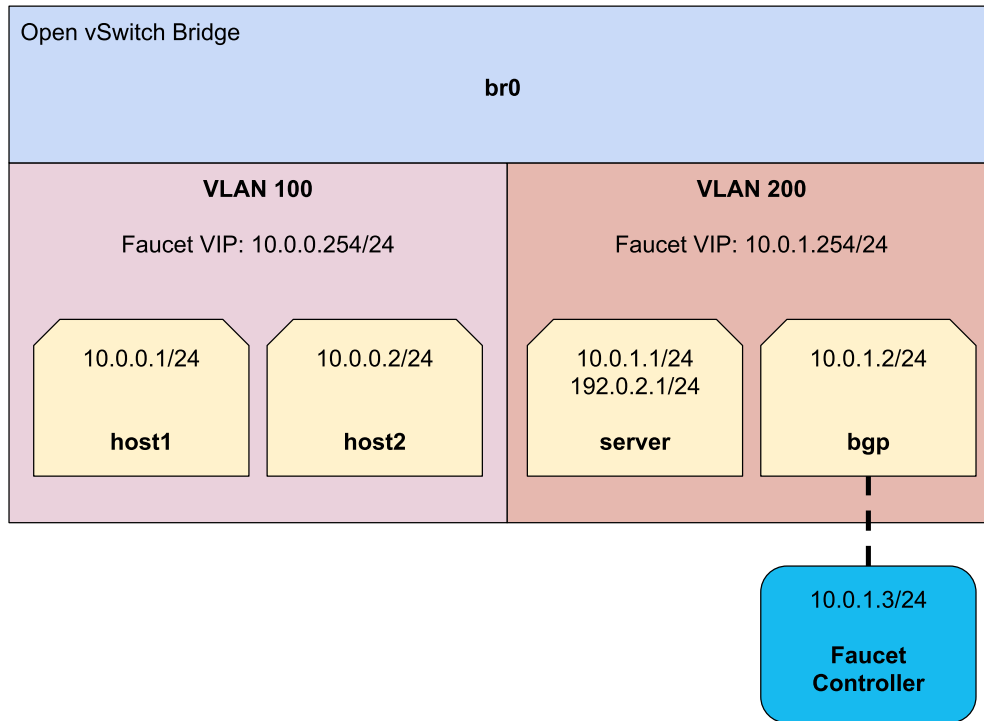 Open vSwitch Bridge
br0
VLAN 100
Faucet VIP: 10.0.0.254/24
10.0.0.1/24
host1
10.0.0.2/24
host2
VLAN 200
Faucet VIP: 10.0.1.254/24
10.0.1.1/24
192.0.2.1/24
server
10.0.1.2/24
bgp
10.0.1.3/24
Faucet
Controller